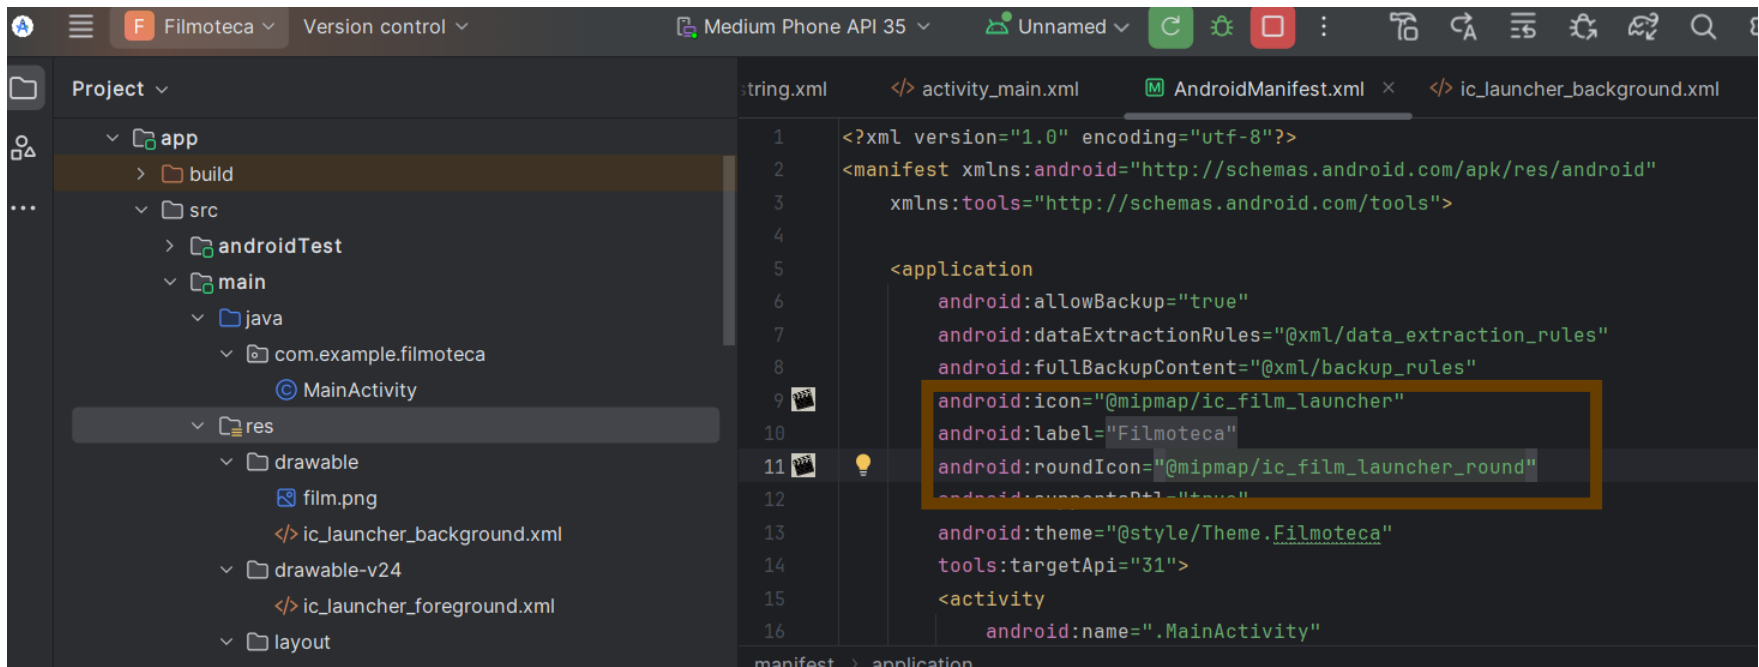 F Filmoteca Version control Medium Phone API 35 Unnamed
Project
app
build
src
androidTest
main
java
com.example.filmoteca
MainActivity
res
drawable
film.png
ic_launcher_background.xml
drawable-v24
ic_launcher_foreground.xml
layout
string.xml activity_main.xml AndroidManifest.xml ic_launcher_background.xml
1 <?xml version="1.0" encoding="utf-8"?>
2 <manifest xmlns:android="http://schemas.android.com/apk/res/android"
3 xmlns:tools="http://schemas.android.com/tools">
4
5 <application
6 android:allowBackup="true"
7 android:dataExtractionRules="@xml/data_extraction_rules"
8 android:fullBackupContent="@xml/backup_rules"
9 android:icon="@mipmap/ic_film_launcher"
10 android:label="Filmoteca"
11 android:roundIcon="@mipmap/ic_film_launcher_round"
12 android:supportsRtl="true"
13 android:theme="@style/Theme.Filmoteca"
14 tools:targetApi="31">
15 <activity
16 android:name=".MainActivity"
manifest > application